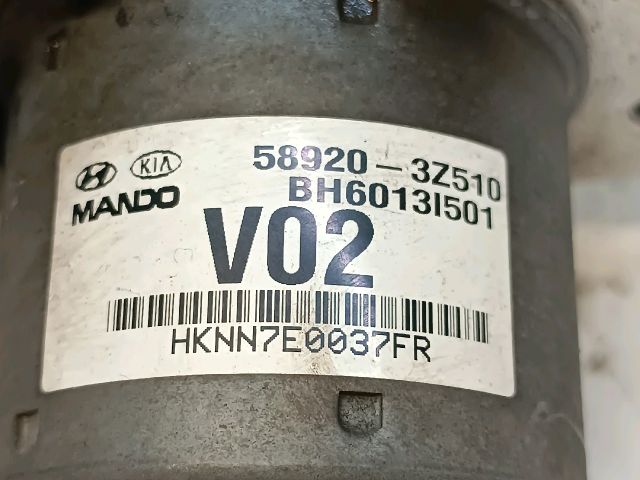 KIA 58920-3Z510
MANDO BH6013I501
V02
HKNN7E0037FR